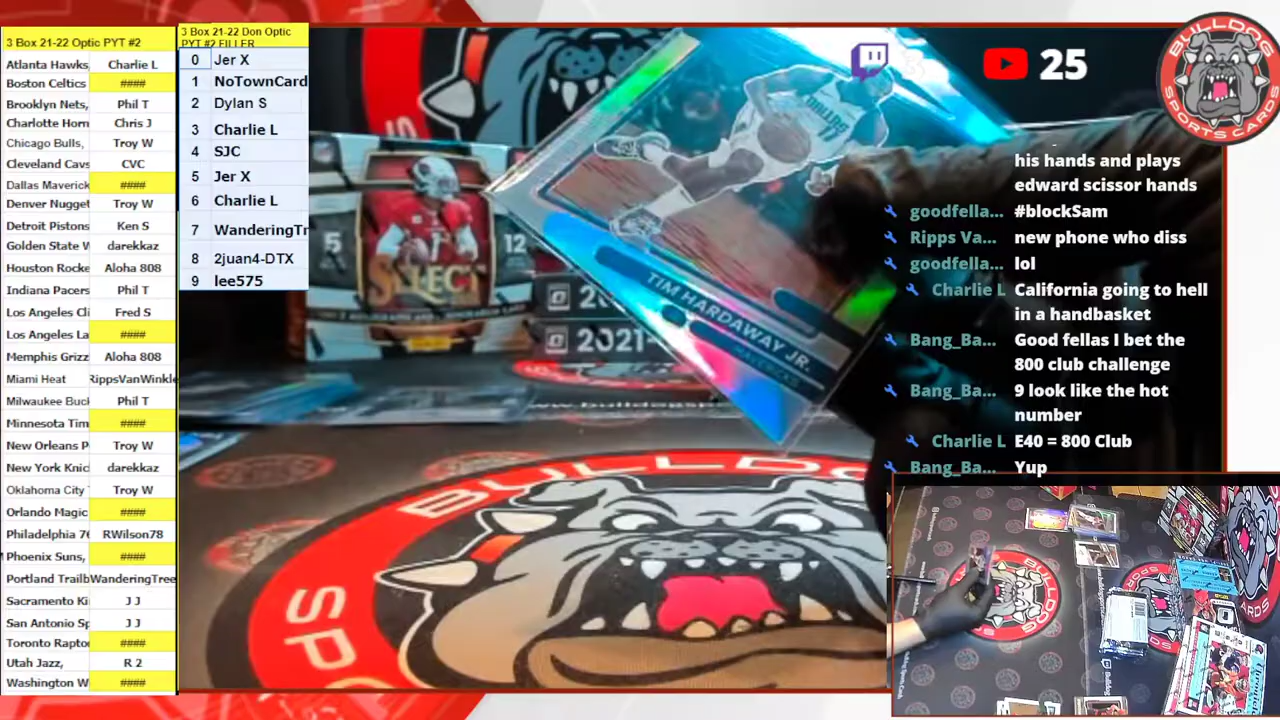 3 Box 21-22 Optic PYT #2
Atlanta Hawks, Charlie L
Boston Celtics ####
Brooklyn Nets, Phil T
Charlotte Horn Chris J
Chicago Bulls, Troy W
Cleveland Cavs CVC
Dallas Maverick ####
Denver Nugget Troy W
Detroit Pistons Ken S
Golden State W darekkaz
Houston Rocke Aloha 808
Indiana Pacers Phil T
Los Angeles Cli Fred S
Los Angeles La ####
Memphis Grizz Aloha 808
Miami Heat RippsVanWinkle
Milwaukee Buck Phil T
Minnesota Tim ####
New Orleans P Troy W
New York Knic darekkaz
Oklahoma City Troy W
Orlando Magic ####
Philadelphia 76 RWilson78
Phoenix Suns, ####
Portland Trailb WanderingTree
Sacramento Ki J J
San Antonio Sp J J
Toronto Rapto ####
Utah Jazz, R 2
Washington W ####
3 Box 21-22 Don Optic
PYT #2 FILLER
0 Jer X
1 NoTownCard
2 Dylan S
3 Charlie L
4 SJC
5 Jer X
6 Charlie L
7 WanderingTr
8 2juan4-DTX
9 lee575
25
BULLDOG
SPORTS CARDS
his hands and plays
edward scissor hands
goodfella... #blockSam
Ripps Va... new phone who diss
goodfella... lol
Charlie L California going to hell
in a handbasket
Bang_Ba... Good fellas I bet the
800 club challenge
Bang_Ba... 9 look like the hot
number
Charlie L E40 = 800 Club
Bang_Ba... Yup
TIM HARDAWAY JR.
MAVERICKS
5
12
SELECT
2021-
BULLD
SP